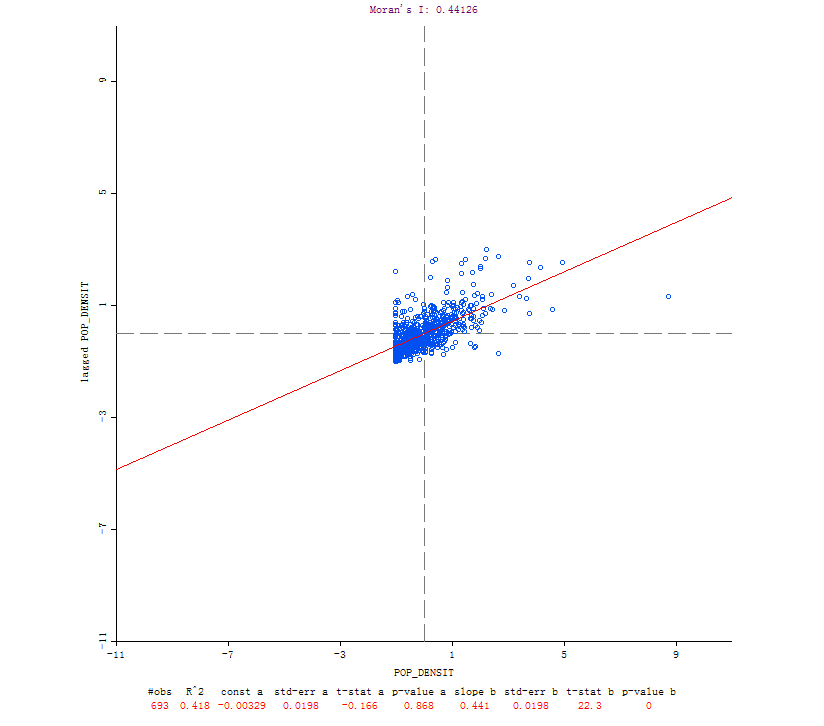 Moran's I: 0.44126
9
5
1
-3
-7
-11
lagged POP_DENSIT
-11 -7 -3 1 5 9
POP_DENSIT
#obs R^2 const a std-err a t-stat a p-value a slope b std-err b t-stat b p-value b
693 0.418 -0.00329 0.0198 -0.166 0.868 0.441 0.0198 22.3 0